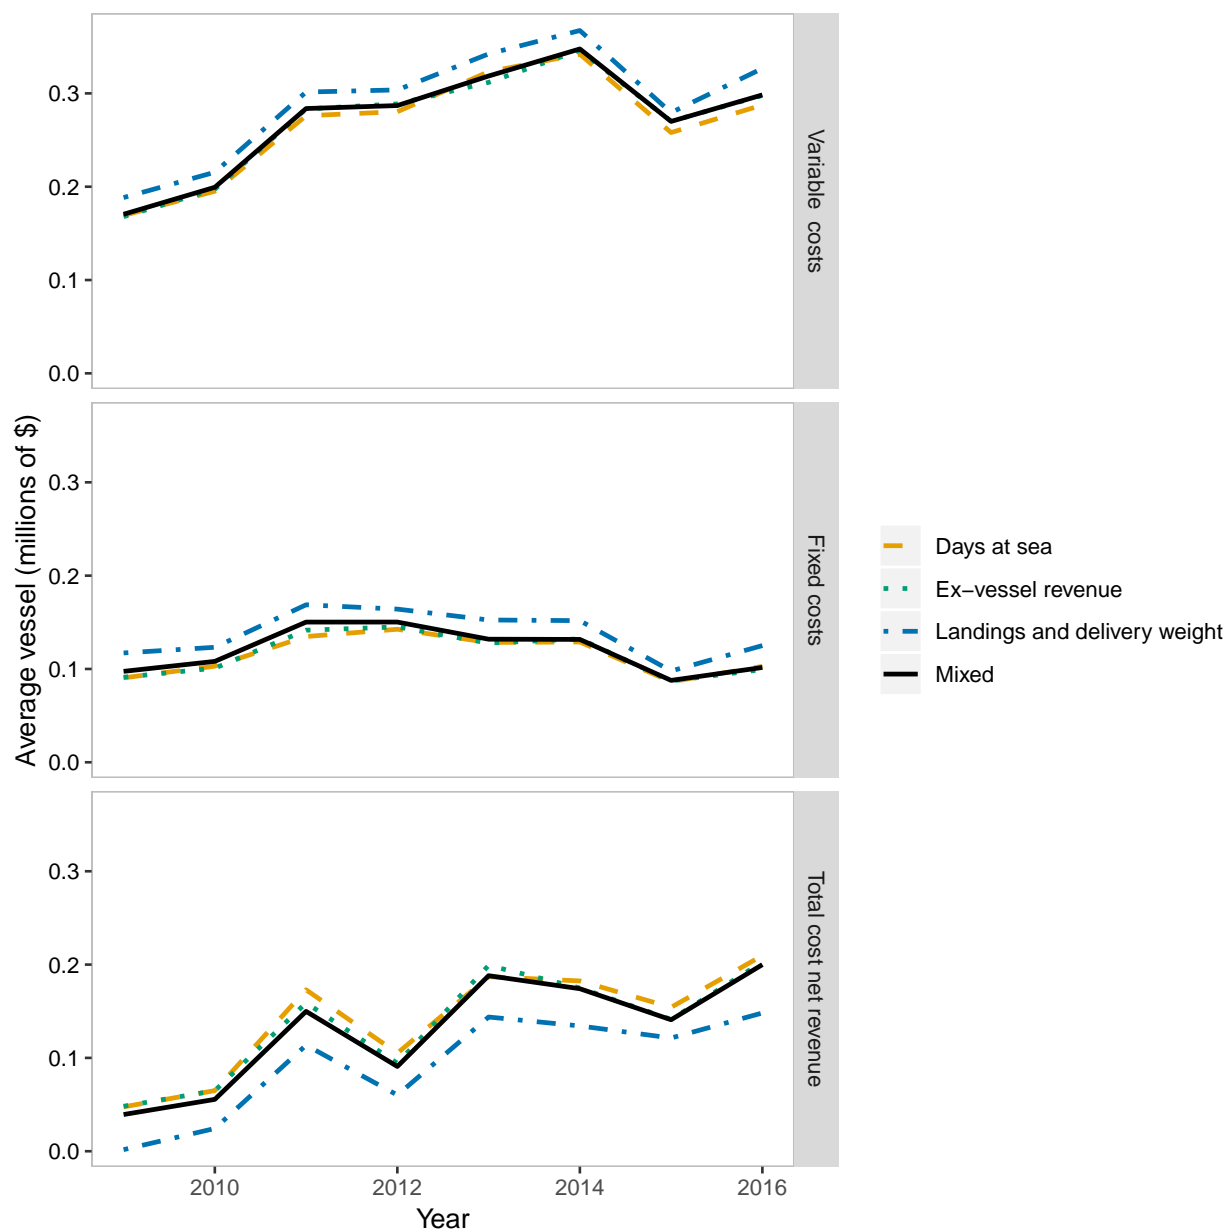 Average vessel (millions of $)
0.3
0.2
0.1
0.0
Variable costs
0.3
0.2
0.1
0.0
Fixed costs
0.3
0.2
0.1
0.0
Total cost net revenue
2010
2012
2014
2016
Year
Days at sea
Ex−vessel revenue
Landings and delivery weight
Mixed